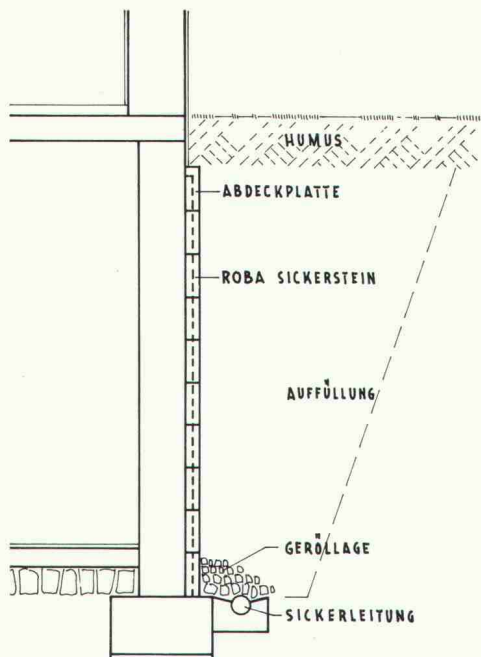 HUMUS
ABDECKPLATTE
ROBA SICKERSTEIN
AUFFÜLLUNG
GERÖLLAGE
SICKERLEITUNG